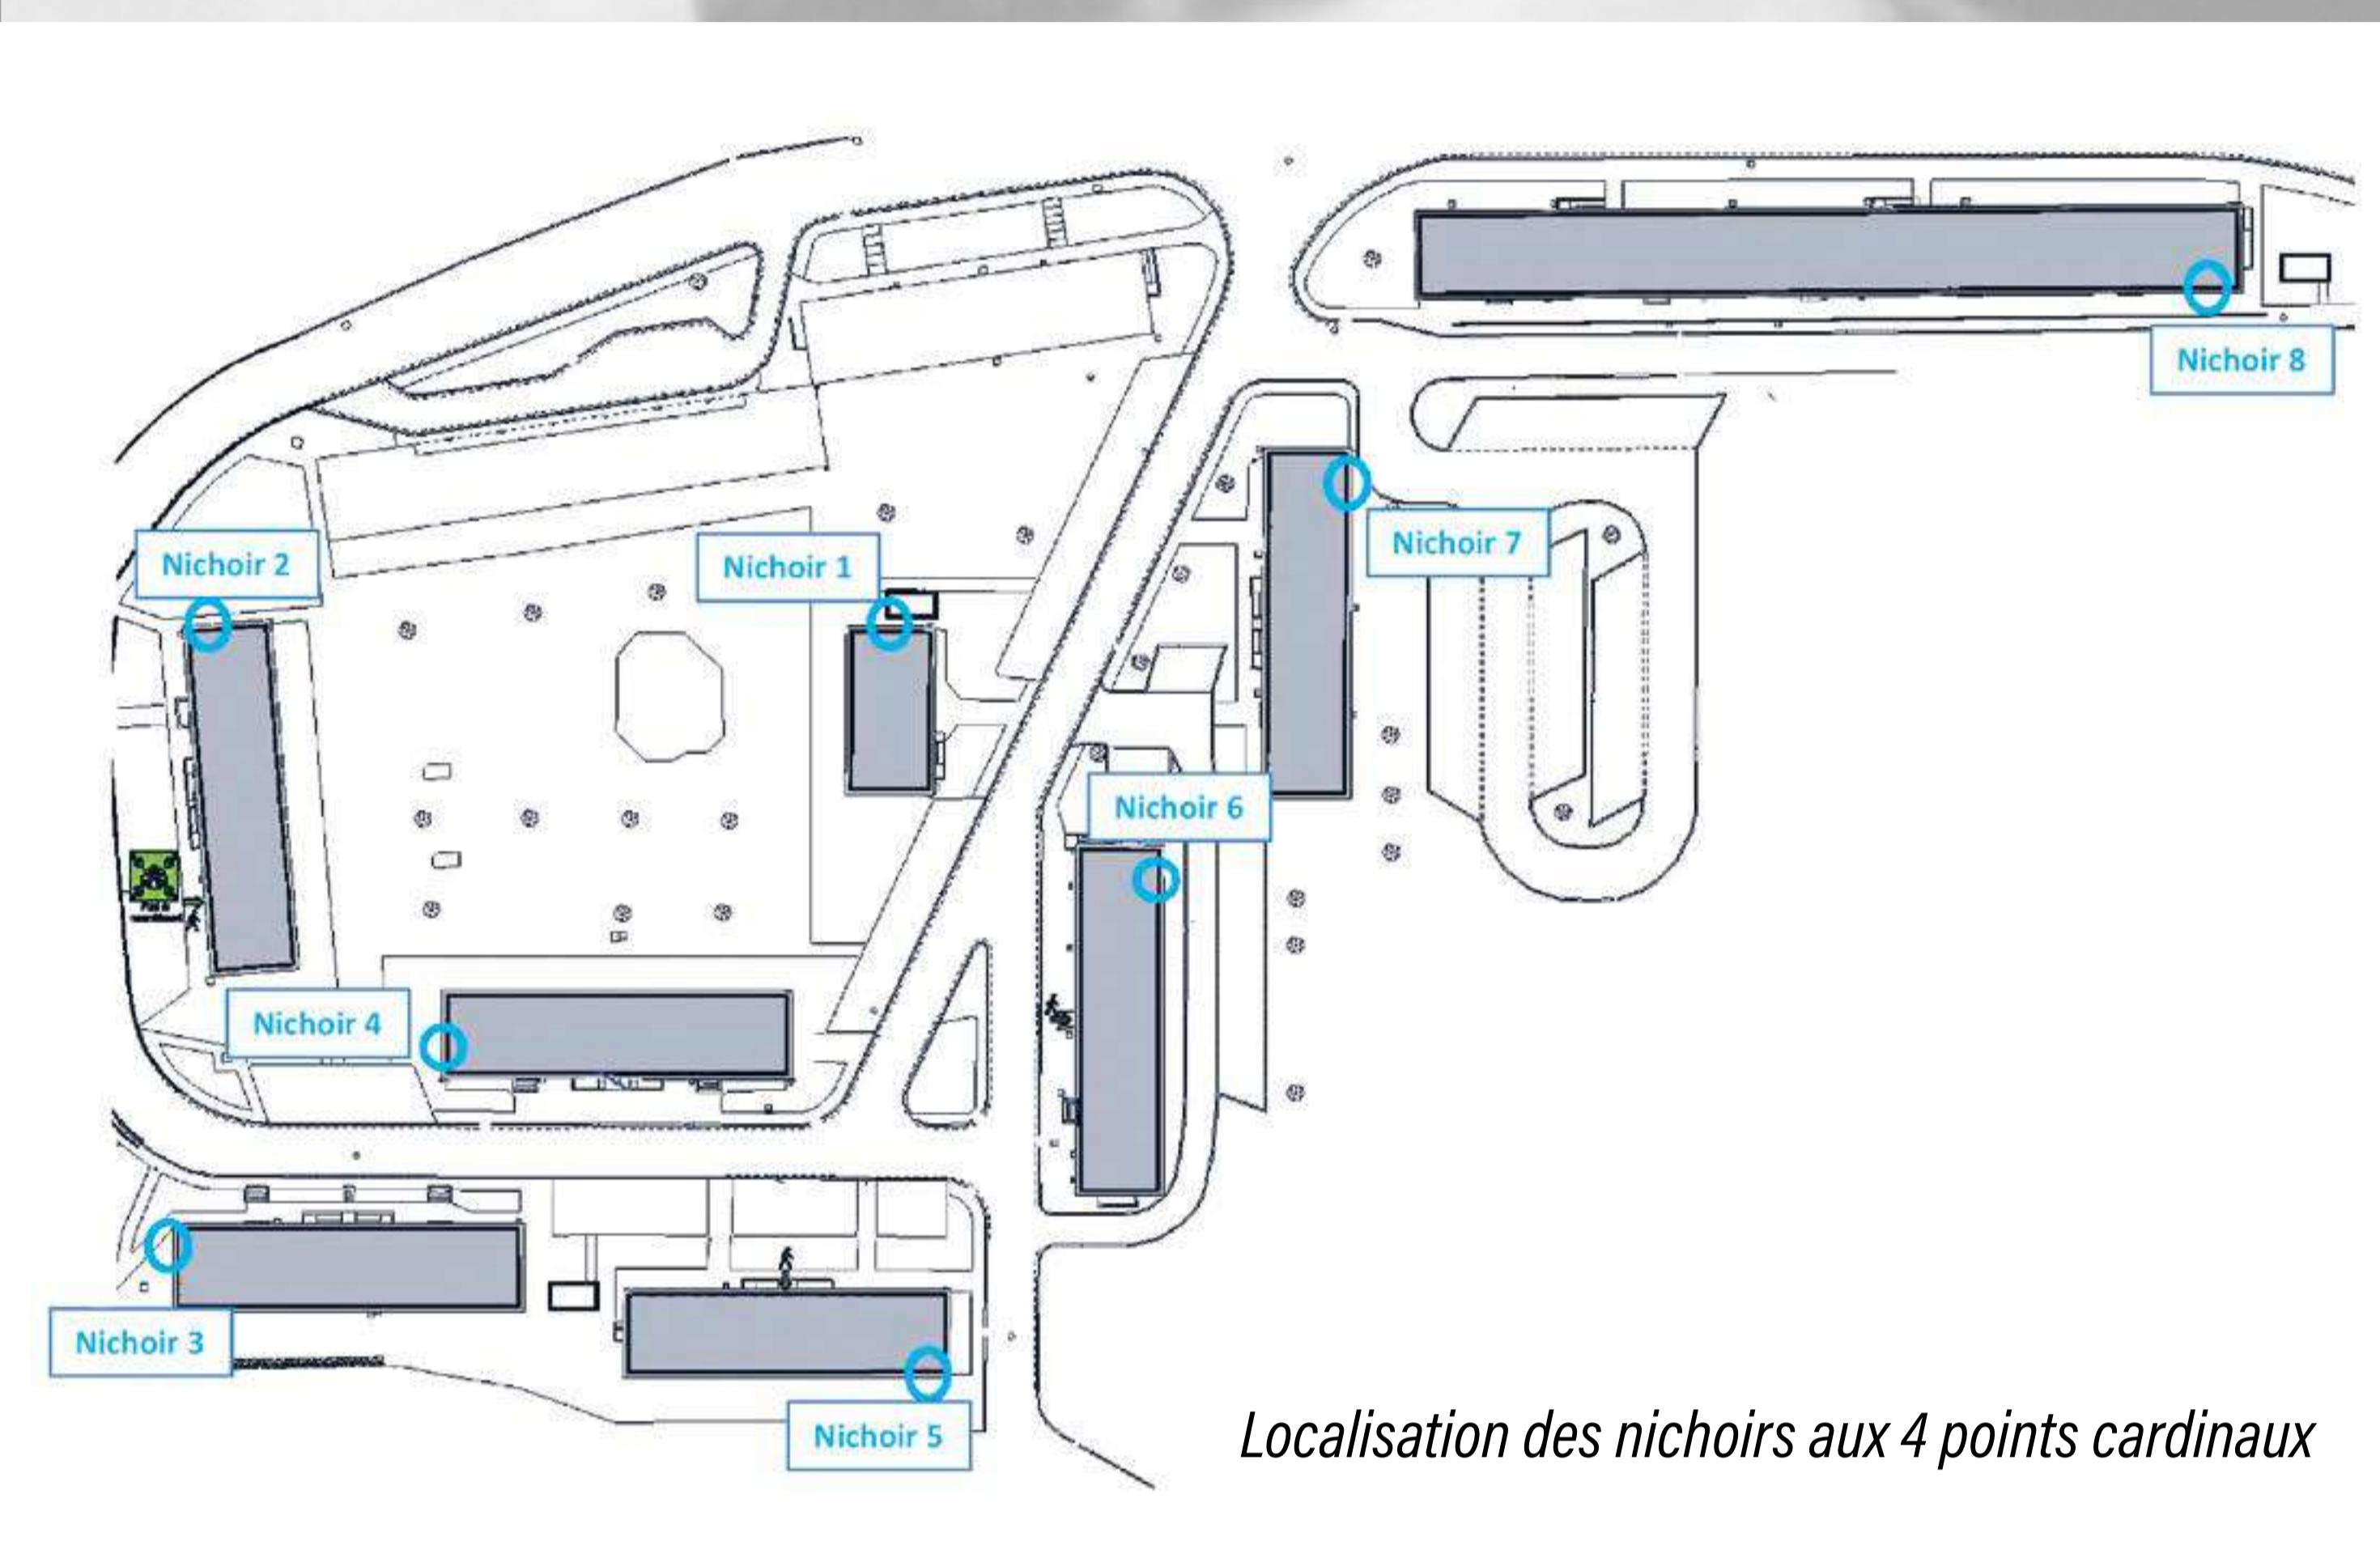 Nichoir 8
Nichoir 7
Nichoir 2
Nichoir 1
Nichoir 6
Nichoir 4
Nichoir 3
Nichoir 5
Localisation des nichoirs aux 4 points cardinaux